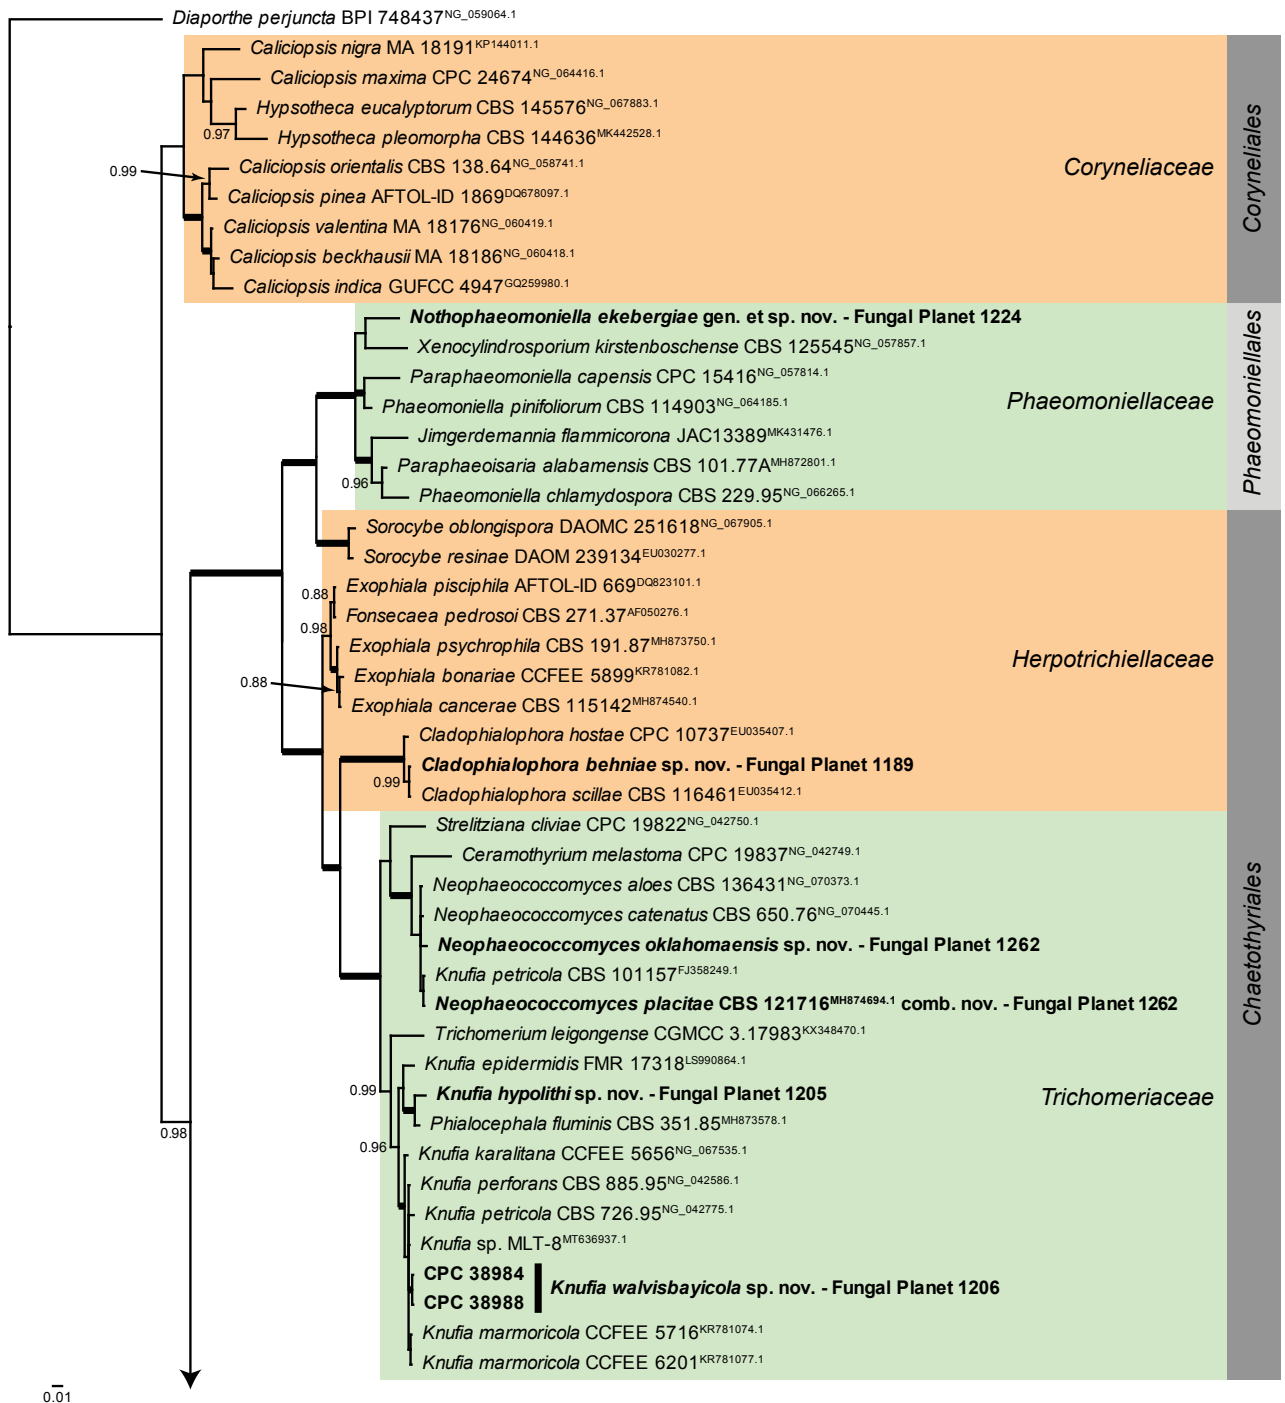 Diaporthe perjuncta BPI 748437NG_059064.1
Caliciopsis nigra MA 18191KP144011.1
Caliciopsis maxima CPC 24674NG_064416.1
Hypsotheca eucalyptorum CBS 145576NG_067883.1
0.97
Hypsotheca pleomorpha CBS 144636MK442528.1
0.99
Caliciopsis orientalis CBS 138.64NG_058741.1
Coryneliaceae
Coryneliales
Caliciopsis pinea AFTOL-ID 1869DQ678097.1
Caliciopsis valentina MA 18176NG_060419.1
Caliciopsis beckhausii MA 18186NG_060418.1
Caliciopsis indica GUFCC 4947GQ259980.1
Nothophaeomoniella ekebergiae gen. et sp. nov. - Fungal Planet 1224
Xenocylindrosporium kirstenboschense CBS 125545NG_057857.1
Paraphaeomoniella capensis CPC 15416NG_057814.1
Phaeomoniella pinifoliorum CBS 114903NG_064185.1
Phaeomoniellaceae
Phaeomoniellales
Jimgerdemannia flammicorona JAC13389MK431476.1
Paraphaeoisaria alabamensis CBS 101.77AMH872801.1
0.96
Phaeomoniella chlamydospora CBS 229.95NG_066265.1
Sorocybe oblongispora DAOMC 251618NG_067905.1
Sorocybe resinae DAOM 239134EU030277.1
Exophiala pisciphila AFTOL-ID 669DQ823101.1
0.88
Fonsecaea pedrosoi CBS 271.37AF050276.1
0.98
Exophiala psychrophila CBS 191.87MH873750.1
Herpotrichiellaceae
Exophiala bonariae CCFEE 5899KR781082.1
0.88
Exophiala cancerae CBS 115142MH874540.1
Cladophialophora hostae CPC 10737EU035407.1
Cladophialophora behniae sp. nov. - Fungal Planet 1189
0.99
Cladophialophora scillae CBS 116461EU035412.1
Strelitziana cliviae CPC 19822NG_042750.1
Ceramothyrium melastoma CPC 19837NG_042749.1
Neophaeococcomyces aloes CBS 136431NG_070373.1
Neophaeococcomyces catenatus CBS 650.76NG_070445.1
Chaetothyriales
Neophaeococcomyces oklahomaensis sp. nov. - Fungal Planet 1262
Knufia petricola CBS 101157FJ358249.1
Neophaeococcomyces placitae CBS 121716MH874694.1 comb. nov. - Fungal Planet 1262
Trichomerium leigongense CGMCC 3.17983KX348470.1
Knufia epidermidis FMR 17318LS990864.1
0.99
Knufia hypolithi sp. nov. - Fungal Planet 1205
Trichomeriaceae
Phialocephala fluminis CBS 351.85MH873578.1
0.98
0.96
Knufia karalitana CCFEE 5656NG_067535.1
Knufia perforans CBS 885.95NG_042586.1
Knufia petricola CBS 726.95NG_042775.1
Knufia sp. MLT-8MT636937.1
CPC 38984
Knufia walvisbayicola sp. nov. - Fungal Planet 1206
CPC 38988
Knufia marmoricola CCFEE 5716KR781074.1
Knufia marmoricola CCFEE 6201KR781077.1
0.01